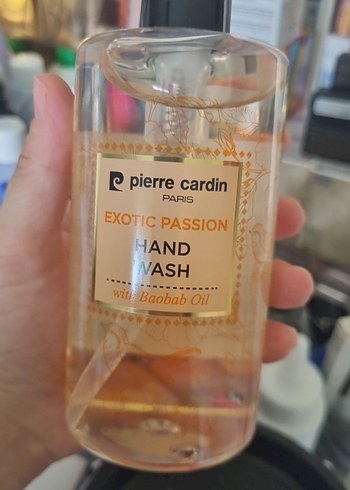 pierre cardin
PARIS
EXOTIC PASSION
HAND
WASH
with Baobab Oil